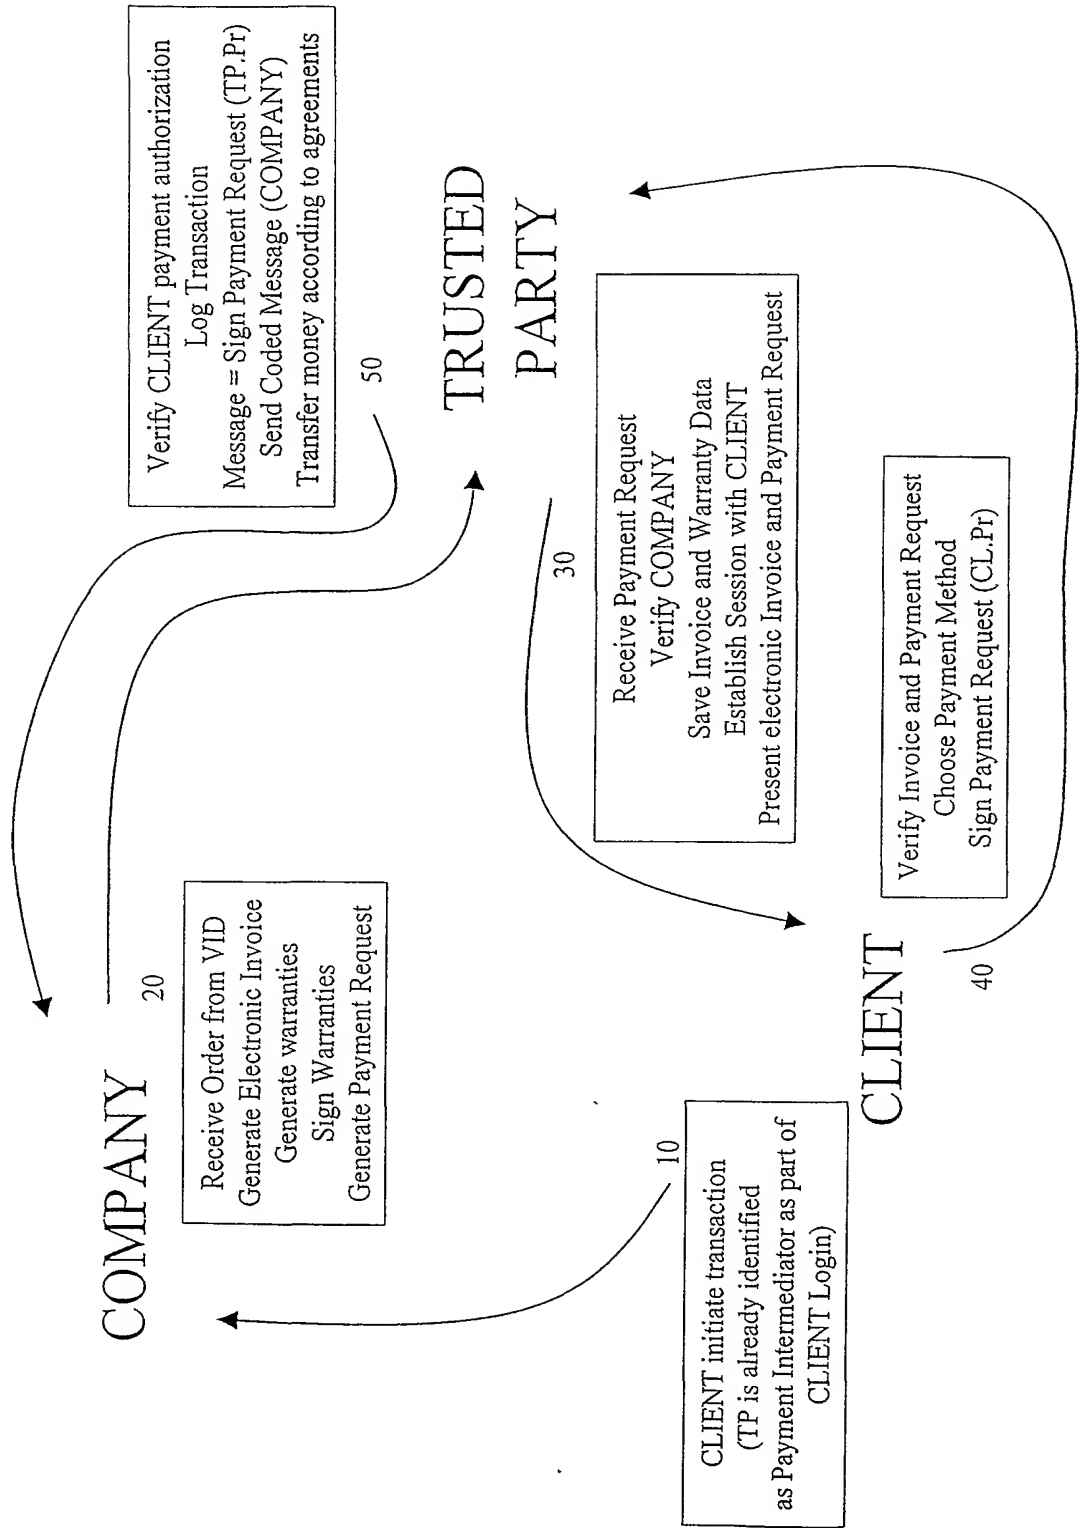 COMPANY
20
Receive Order from VID
Generate Electronic Invoice
Generate warranties
Sign Warranties
Generate Payment Request
Verify CLIENT payment authorization
Log Transaction
Message = Sign Payment Request (TP.Pr)
Send Coded Message (COMPANY)
Transfer money according to agreements
50
TRUSTED
PARTY
30
Receive Payment Request
Verify COMPANY
Save Invoice and Warranty Data
Establish Session with CLIENT
Present electronic Invoice and Payment Request
10
CLIENT initiate transaction
(TP is already identified
as Payment Intermediator as part of
CLIENT Login)
CLIENT
40
Verify Invoice and Payment Request
Choose Payment Method
Sign Payment Request (CL.Pr)